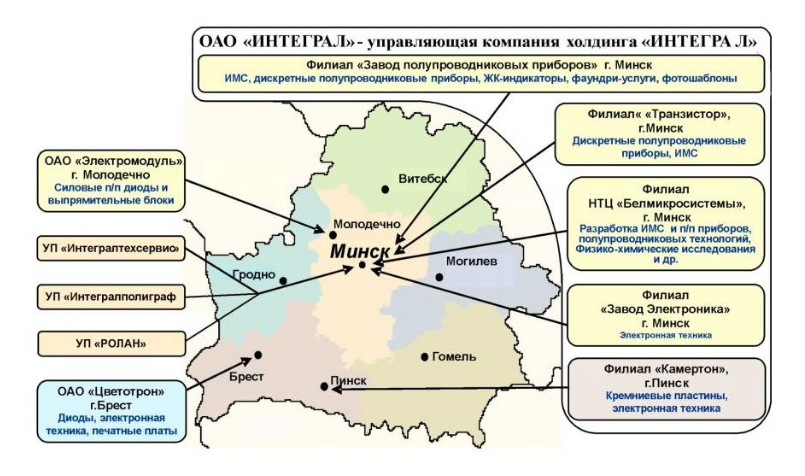 ОАО «ИНТЕГРАЛ» - управляющая компания холдинга «ИНТЕГРА Л»
Филиал «Завод полупроводниковых приборов» г. Минск
ИМС, дискретные полупроводниковые приборы, ЖК-индикаторы, фаундри-услуги, фотошаблоны
Филиал« «Транзистор»,
г.Минск
Дискретные полупроводниковые
приборы, ИМС
ОАО «Электромодуль»
г. Молодечно
Силовые п/п диоды и
выпрямительные блоки
Филиал
НТЦ «Белмикросистемы»,
г. Минск
Разработка ИМС и п/п приборов,
полупроводниковых технологий,
Физико-химические исследования
и др.
УП «Интегралтехсервис»
УП «Интегралполиграф
УП «РОЛАН»
Филиал
«Завод Электроника»
г. Минск
Электронная техника
ОАО «Цветотрон»
г.Брест
Диоды, электронная
техника, печатные платы
Филиал «Камертон»,
г.Пинск
Кремниевые пластины,
электронная техника
Витебск
Молодечно
Минск
Могилев
Гродно
Гомель
Брест
Пинск